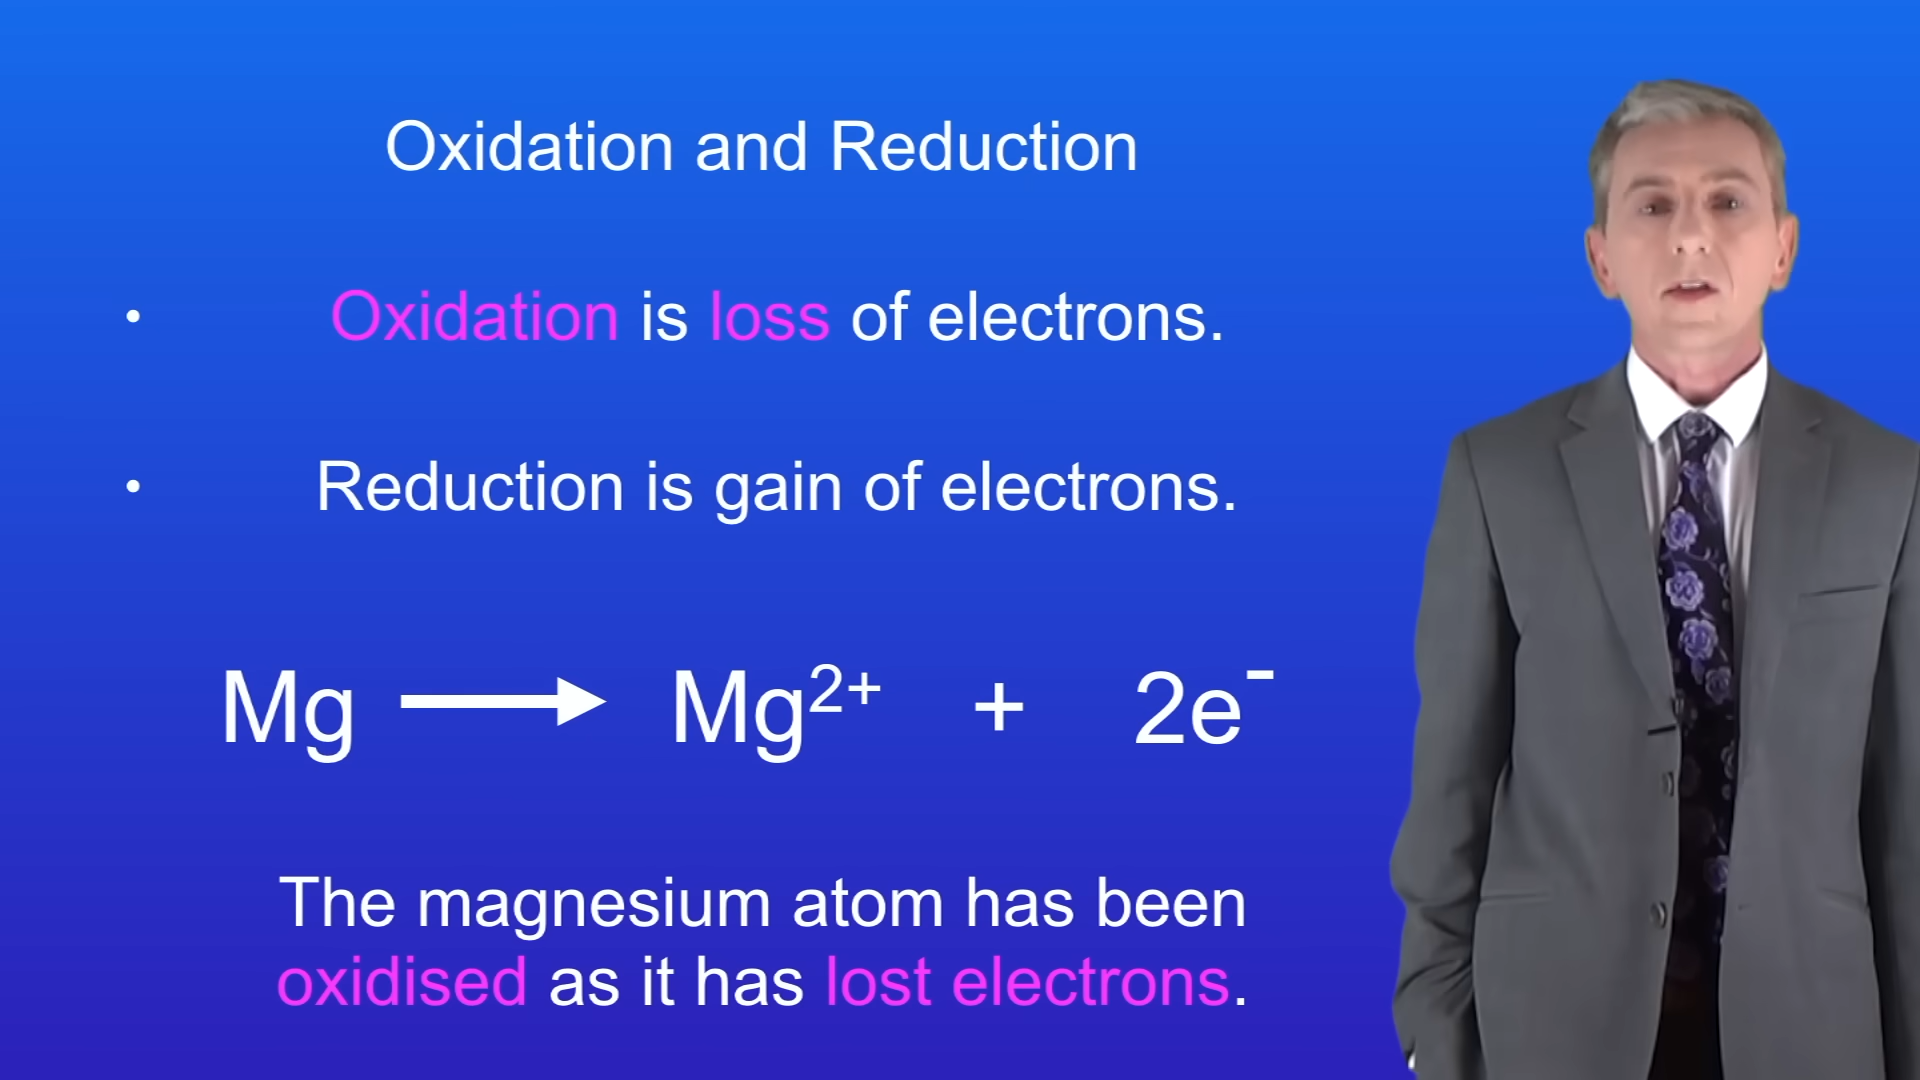 Oxidation and Reduction
• Oxidation is loss of electrons.
• Reduction is gain of electrons.
Mg → Mg²⁺ + 2e⁻
The magnesium atom has been
oxidised as it has lost electrons.